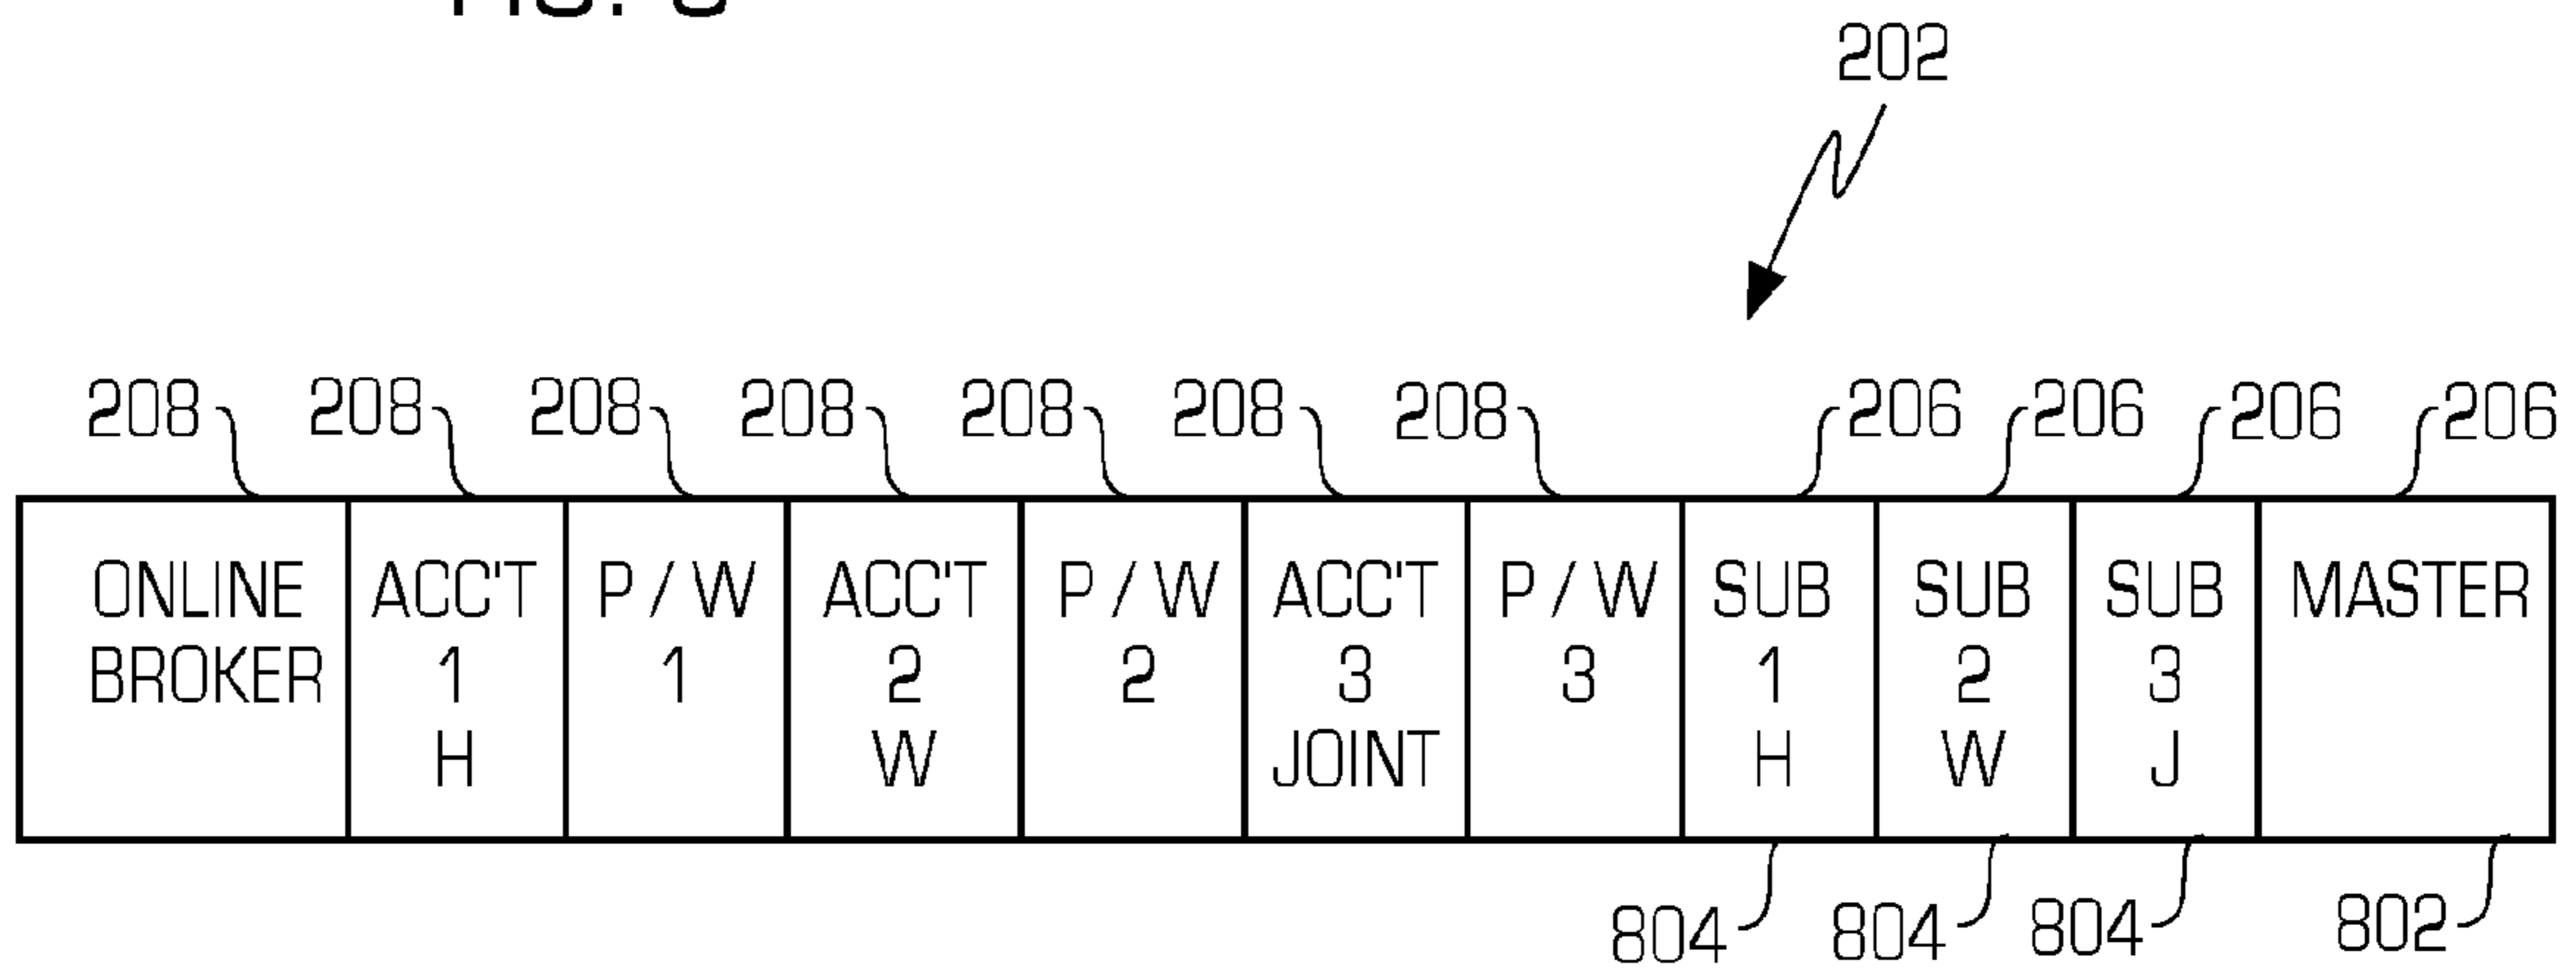 202
208 208 208 208 208 208 208 206 206 206 206
ONLINE ACC'T P/W ACC'T P/W ACC'T P/W SUB SUB SUB MASTER
BROKER 1 1 2 2 3 3 1 2 3
H W JOINT H W J
804 804 804 802